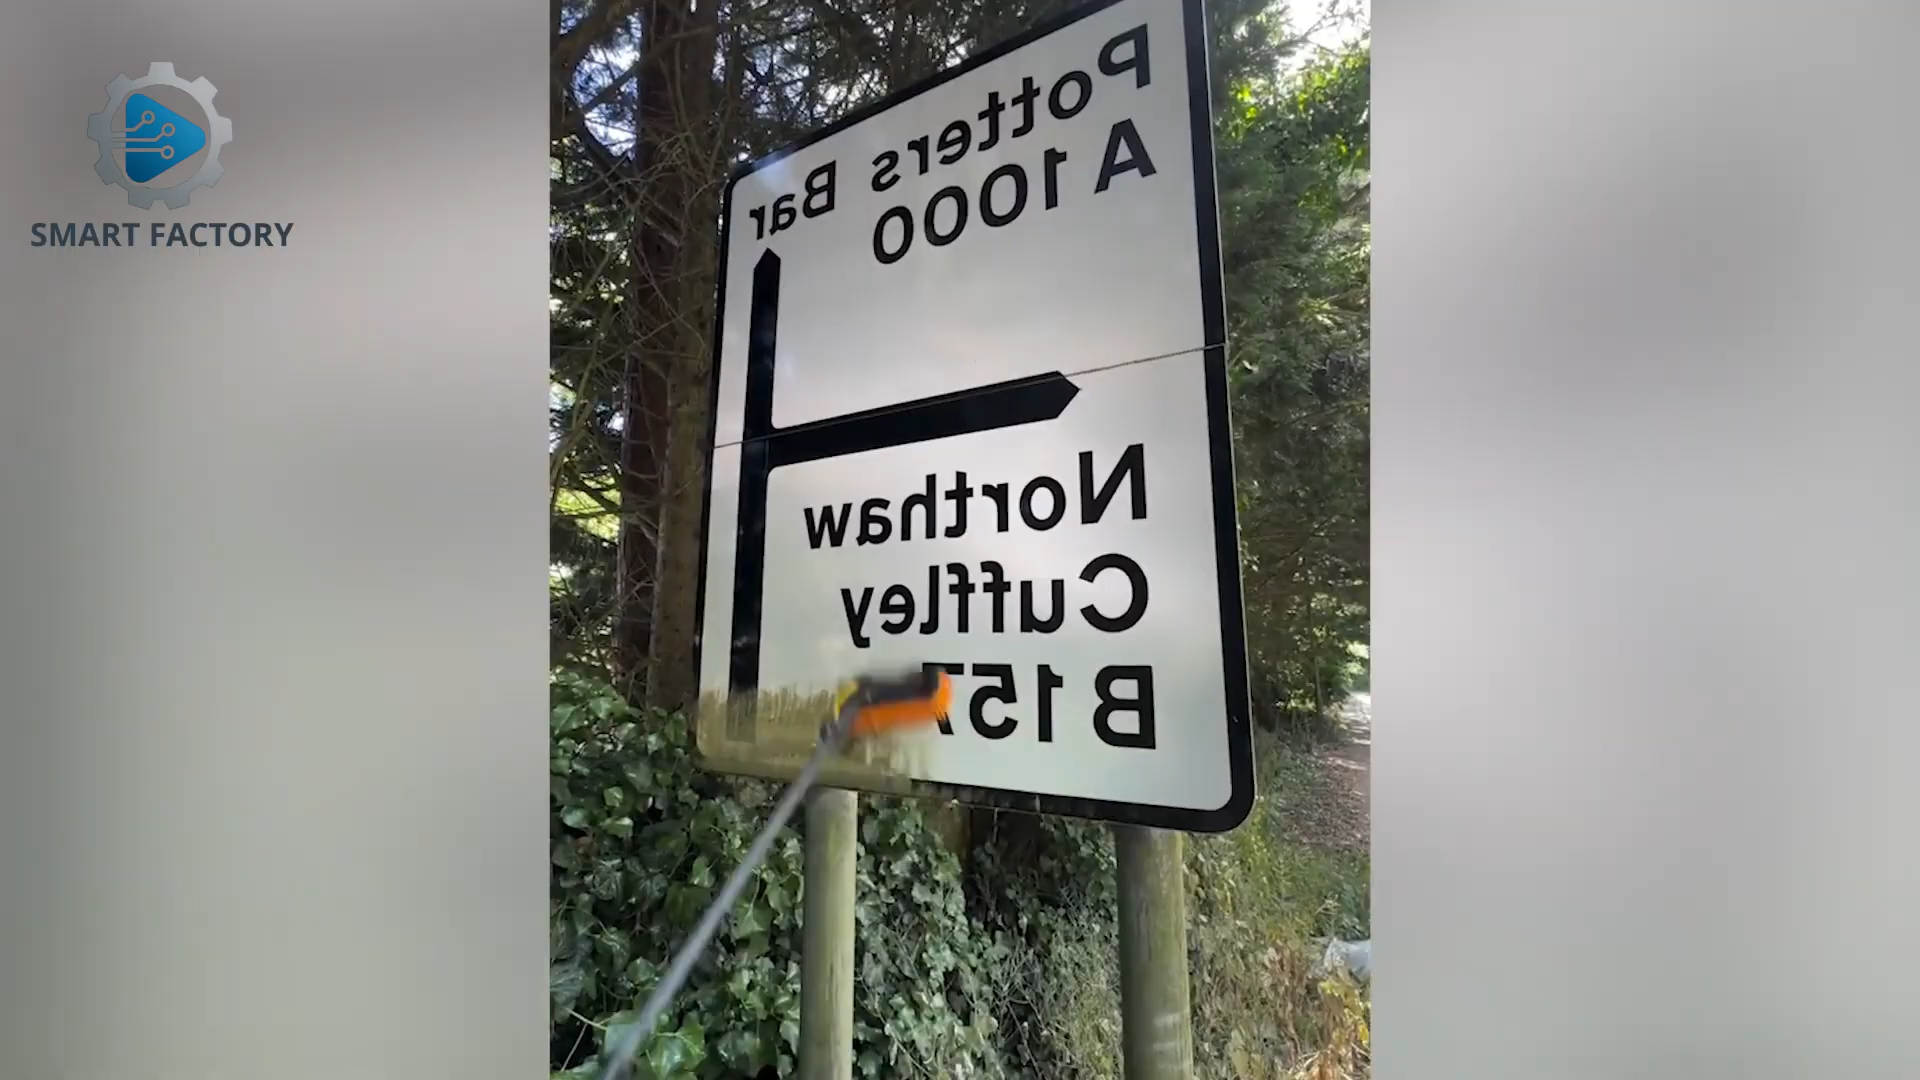 SMART FACTORY
Potters Bar
A1000
Northaw
Cuffley
B157